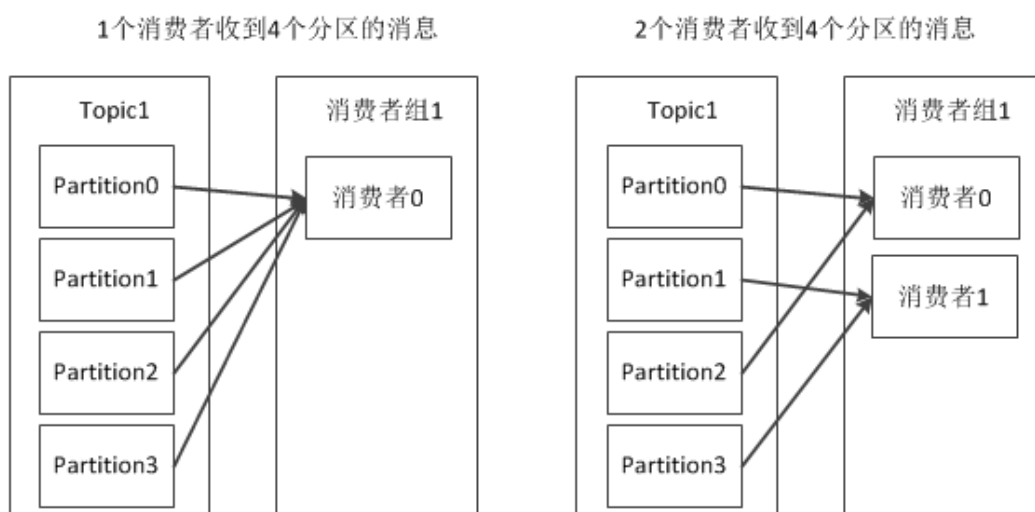 1个消费者收到4个分区的消息
Topic1
Partition0
Partition1
Partition2
Partition3
消费者组1
消费者0
2个消费者收到4个分区的消息
Topic1
Partition0
Partition1
Partition2
Partition3
消费者组1
消费者0
消费者1